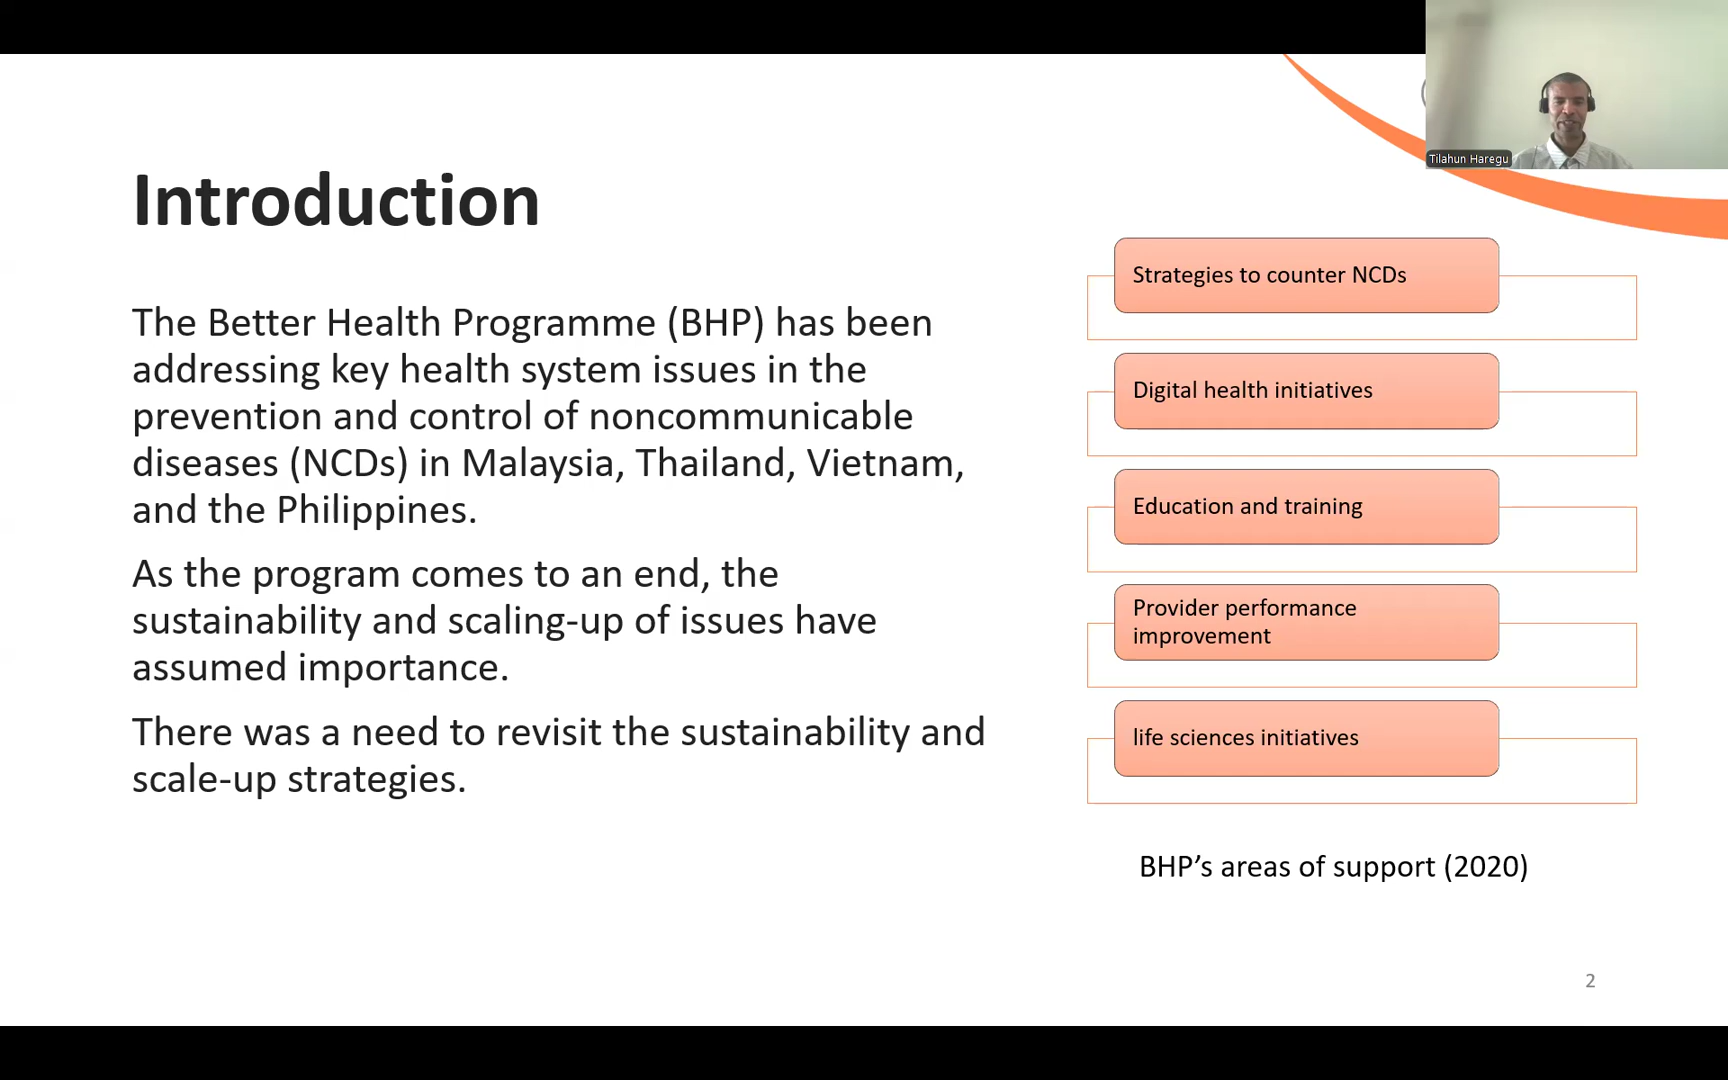 Tilahun Haregu
Introduction
The Better Health Programme (BHP) has been
addressing key health system issues in the
prevention and control of noncommunicable
diseases (NCDs) in Malaysia, Thailand, Vietnam,
and the Philippines.
As the program comes to an end, the
sustainability and scaling-up of issues have
assumed importance.
There was a need to revisit the sustainability and
scale-up strategies.
Strategies to counter NCDs
Digital health initiatives
Education and training
Provider performance
improvement
life sciences initiatives
BHP’s areas of support (2020)
2